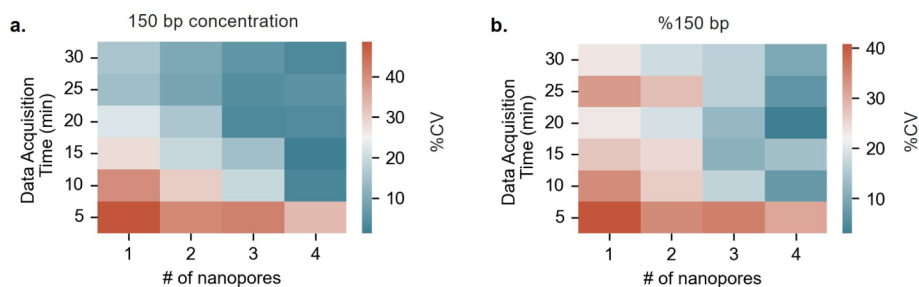 a.
150 bp concentration
Data Acquisition
Time (min)
30
25
20
15
10
5
1 2 3 4
# of nanopores
40
30
20
10
%CV
b.
%150 bp
Data Acquisition
Time (min)
30
25
20
15
10
5
1 2 3 4
# of nanopores
40
30
20
10
%CV